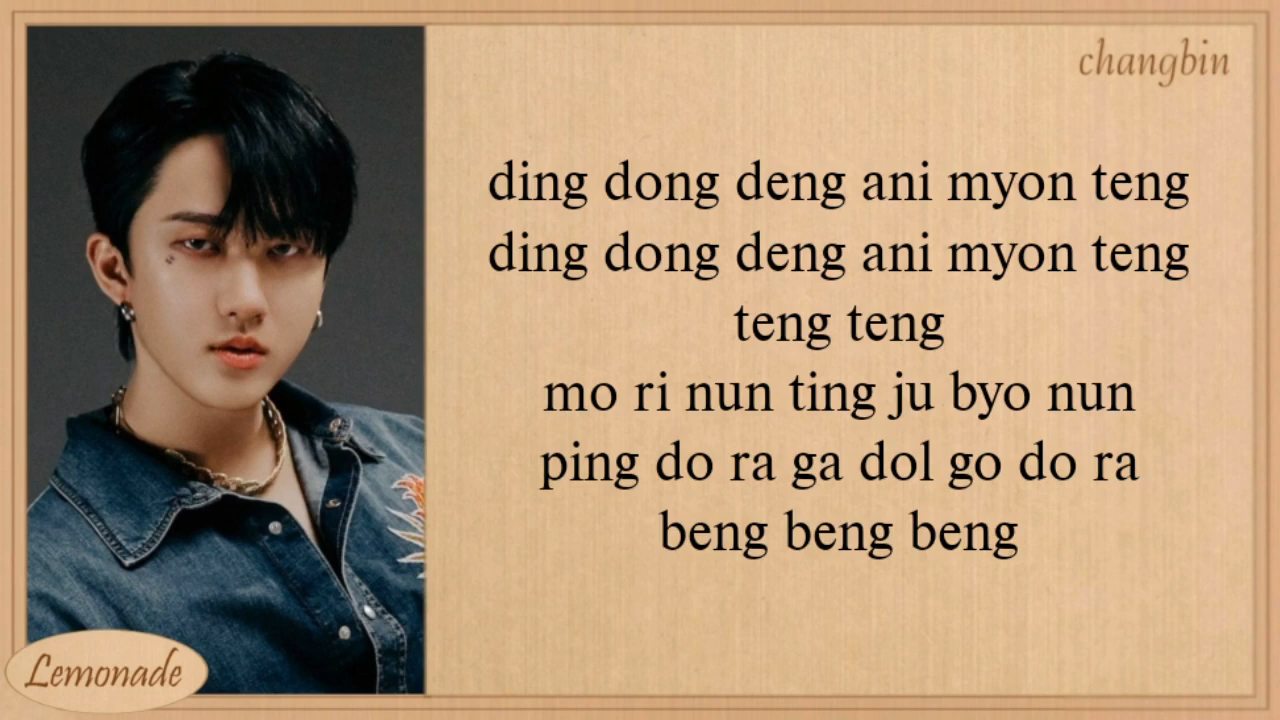 changbin
ding dong deng ani myon teng
ding dong deng ani myon teng
teng teng
mo ri nun ting ju byo nun
ping do ra ga dol go do ra
beng beng beng
Lemonade